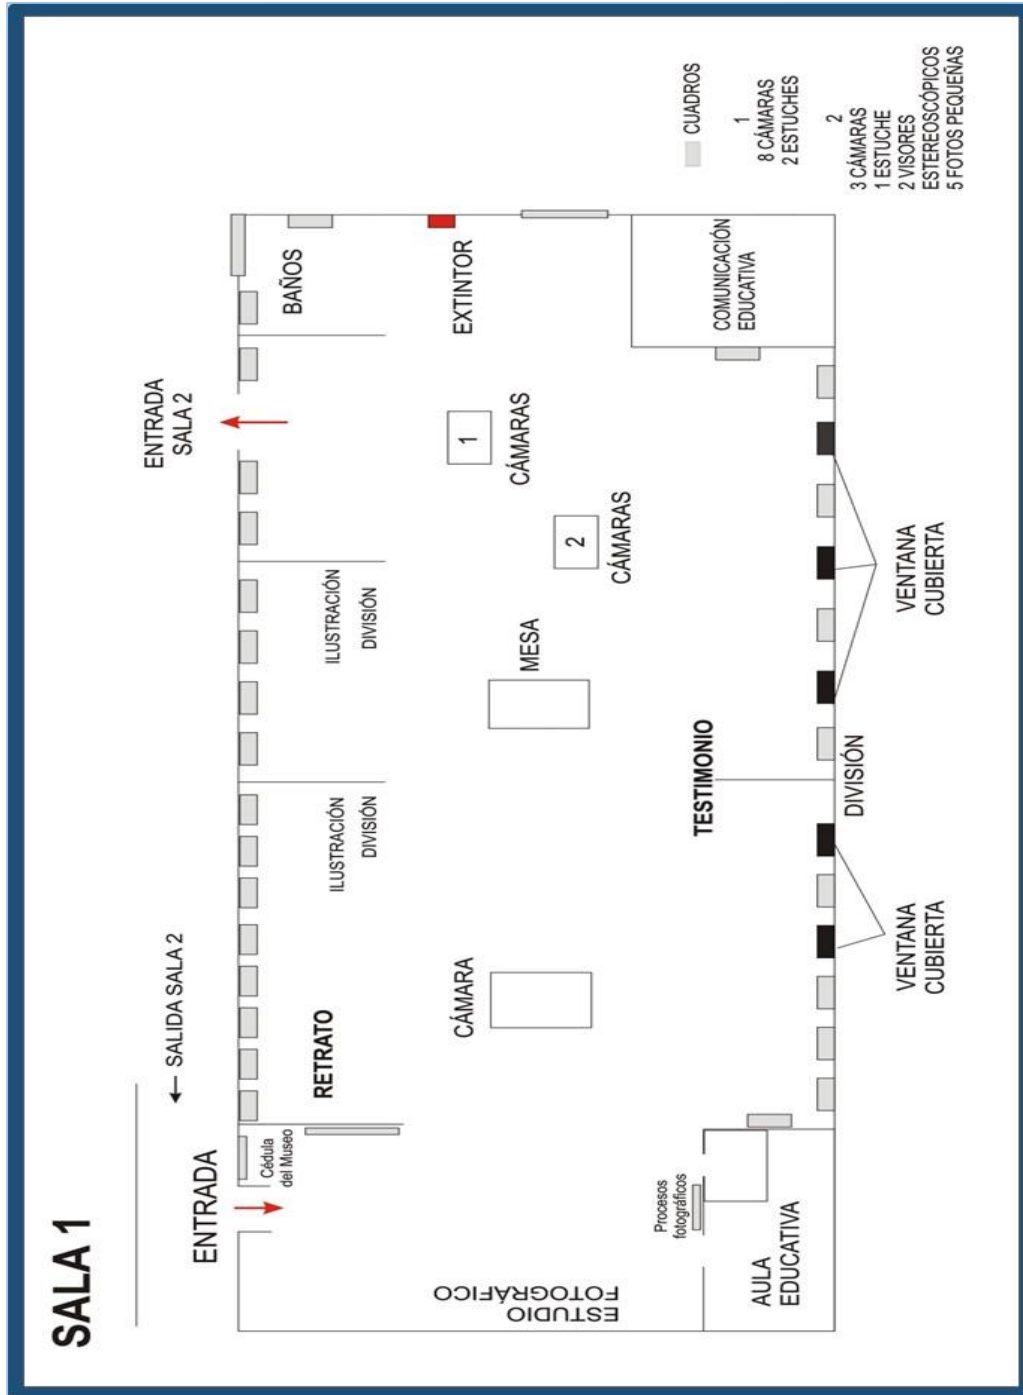 SALA 1
ENTRADA
← SALIDA SALA 2
ENTRADA
SALA 2
Cédula
del Museo
RETRATO
ILUSTRACIÓN
DIVISIÓN
ILUSTRACIÓN
DIVISIÓN
BAÑOS
ESTUDIO
FOTOGRÁFICO
CÁMARA
MESA
1
CÁMARAS
2
CÁMARAS
EXTINTOR
Procesos
fotográficos
AULA
EDUCATIVA
TESTIMONIO
COMUNICACIÓN
EDUCATIVA
DIVISIÓN
VENTANA
CUBIERTA
VENTANA
CUBIERTA
CUADROS
1
8 CÁMARAS
2 ESTUCHES
2
3 CÁMARAS
1 ESTUCHE
2 VISORES
ESTEREOSCÓPICOS
5 FOTOS PEQUEÑAS